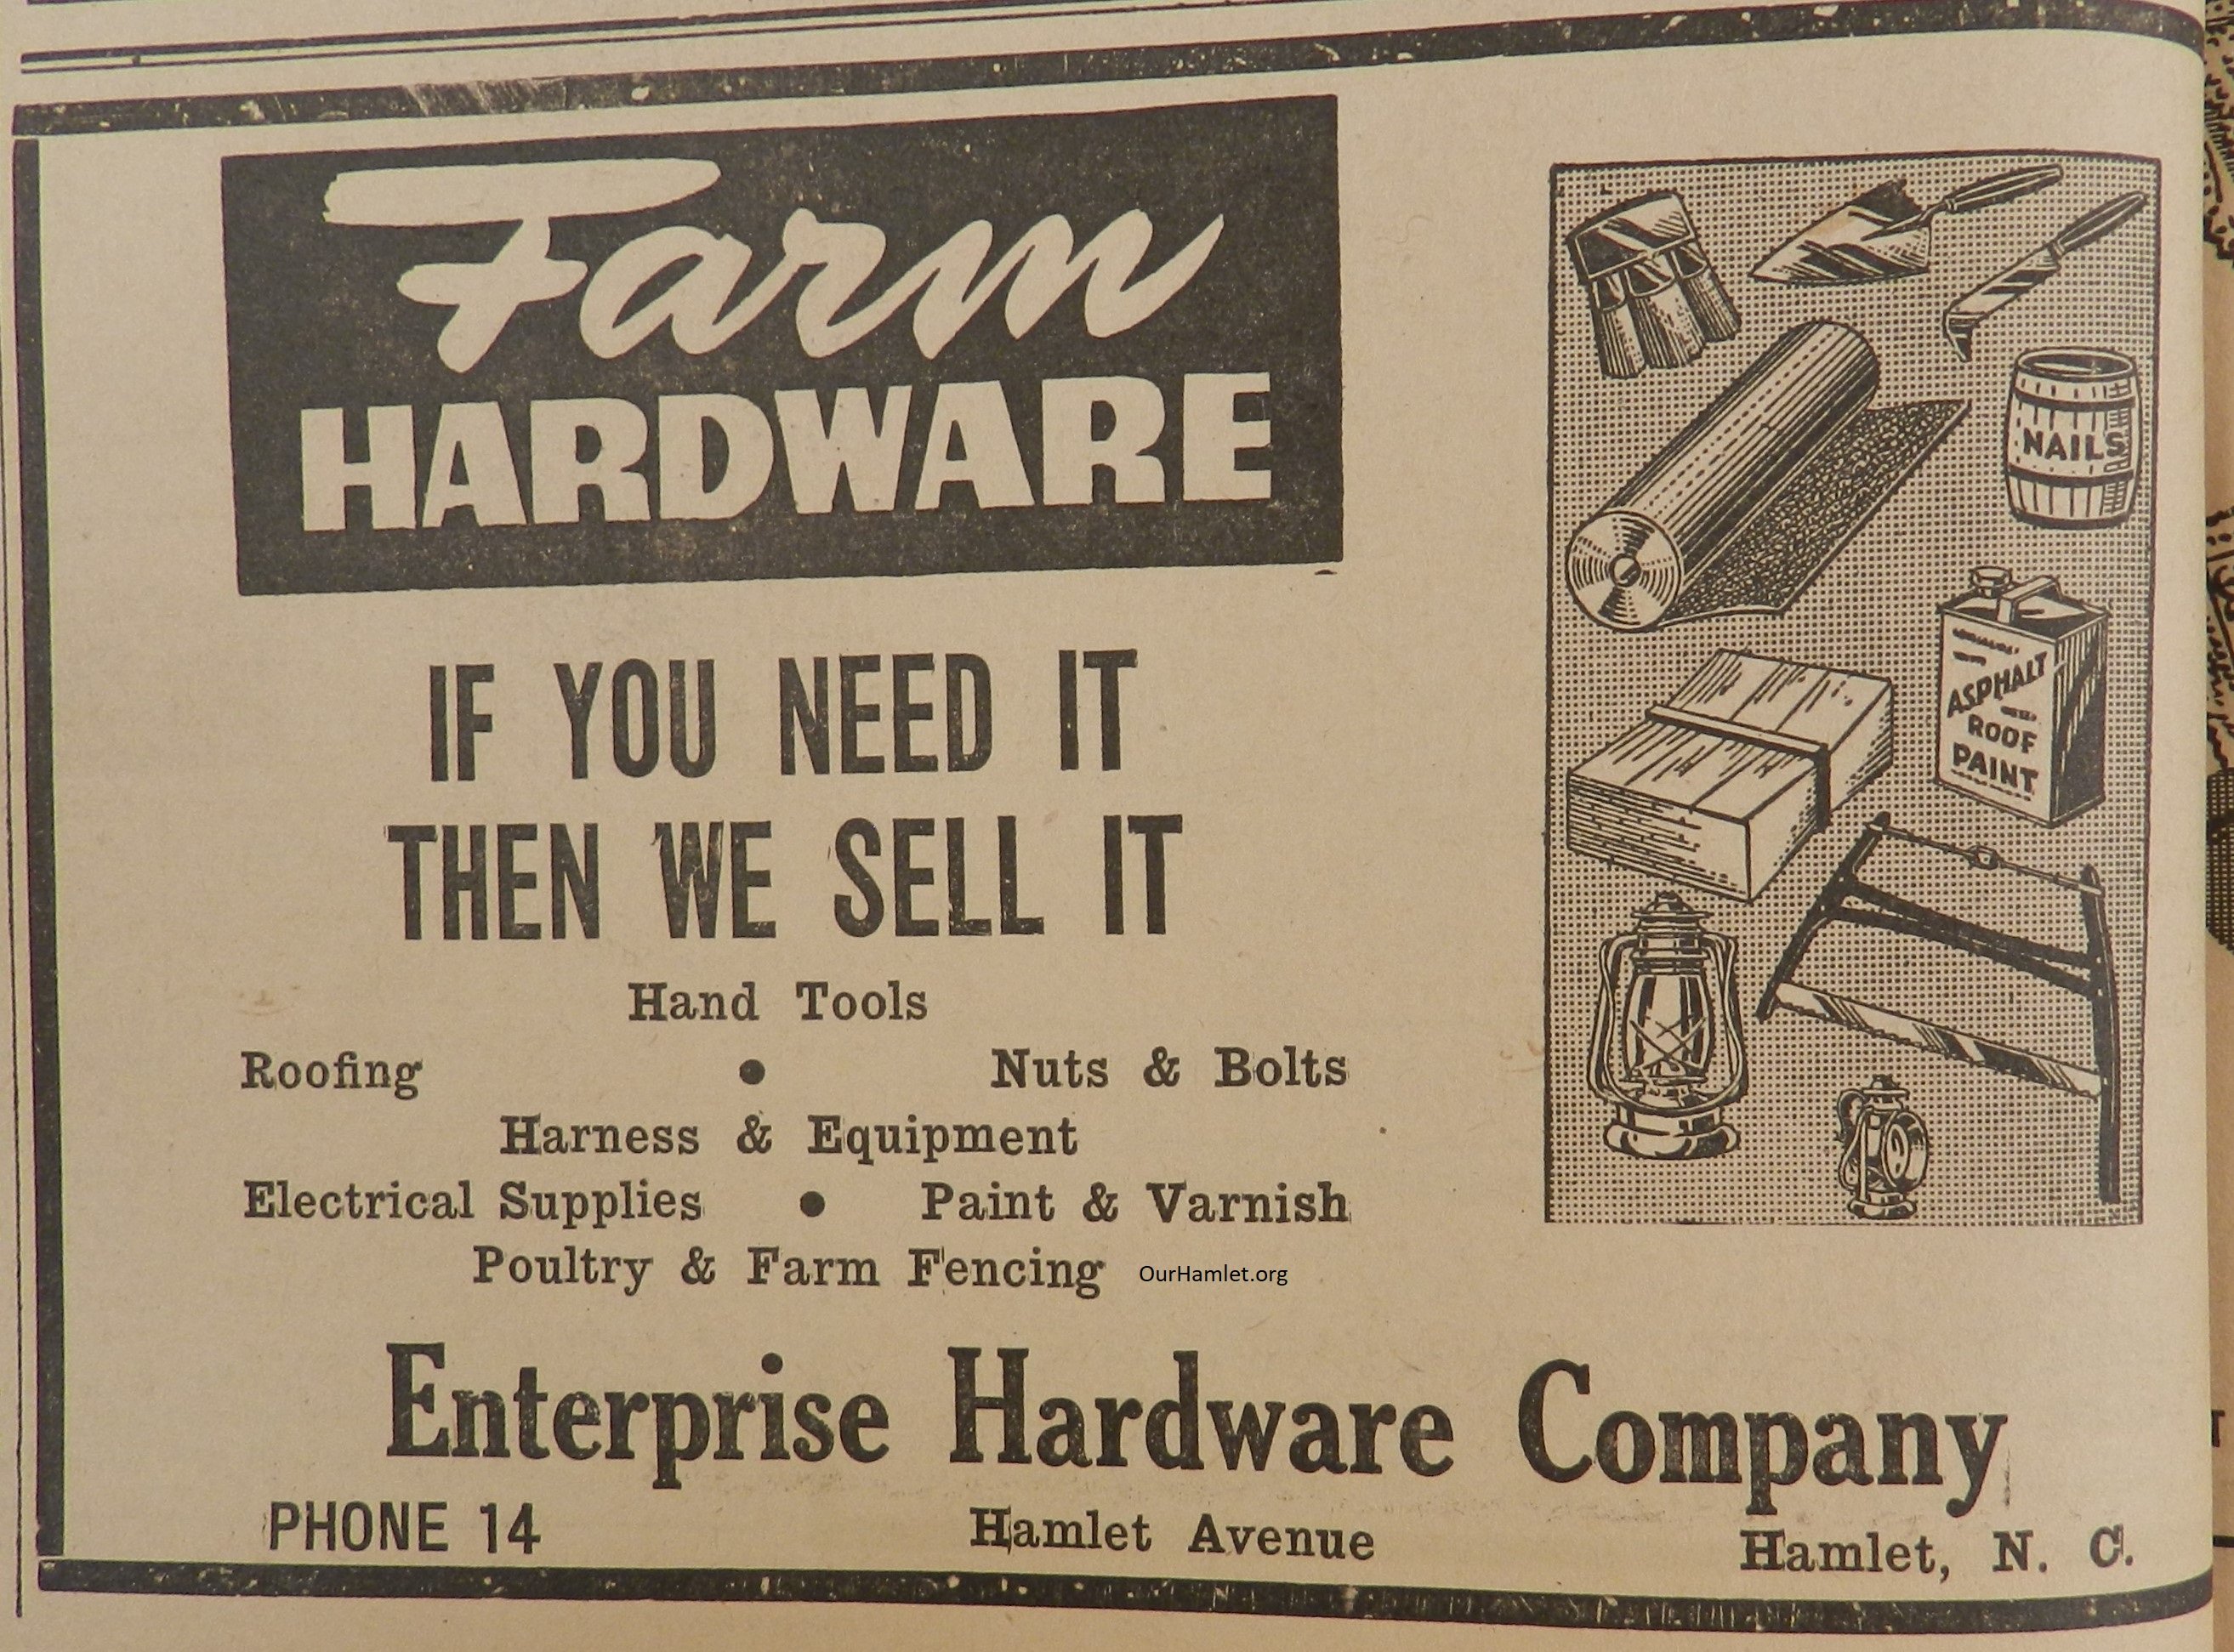 Farm
HARDWARE
IF YOU NEED IT
THEN WE SELL IT
Hand Tools
Roofing • Nuts & Bolts
Harness & Equipment
Electrical Supplies • Paint & Varnish
Poultry & Farm Fencing
OurHamlet.org
NAILS
ASPHALT
ROOF
PAINT
Enterprise Hardware Company
PHONE 14 Hamlet Avenue Hamlet, N. C.